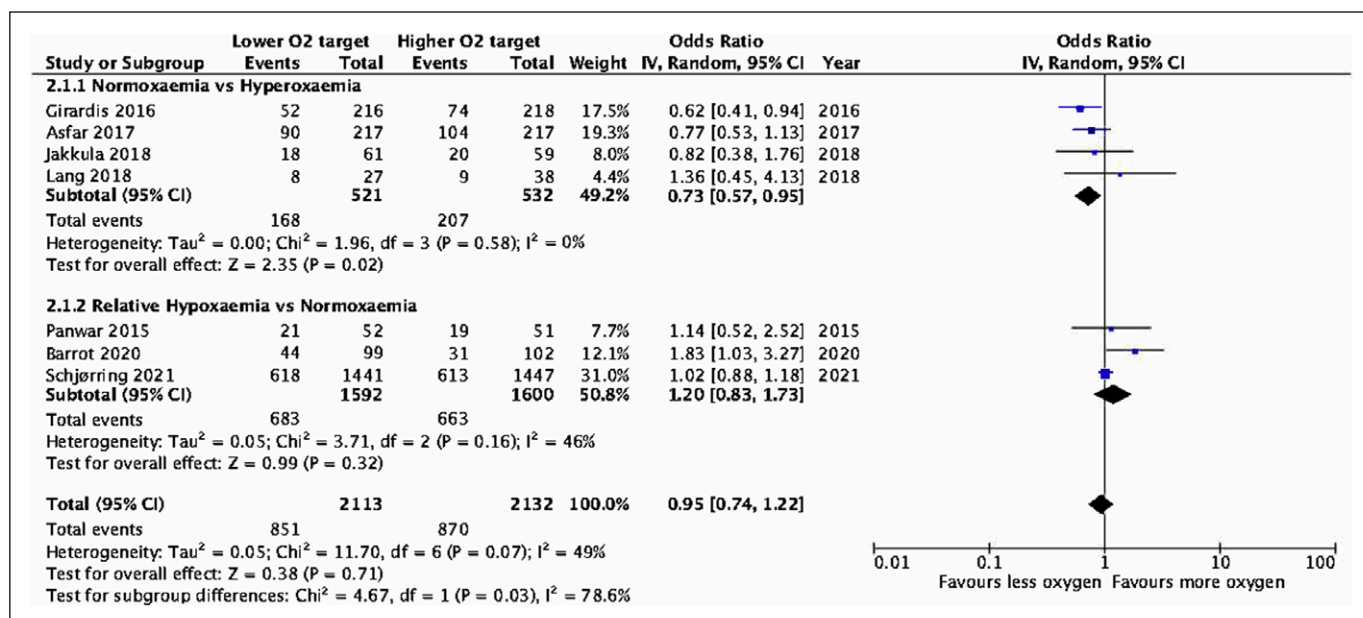 Lower O2 target Higher O2 target Odds Ratio Odds Ratio
Study or Subgroup Events Total Events Total Weight IV, Random, 95% CI Year IV, Random, 95% CI
2.1.1 Normoxaemia vs Hyperoxaemia
Girardis 2016 52 216 74 218 17.5% 0.62 [0.41, 0.94] 2016
Asfar 2017 90 217 104 217 19.3% 0.77 [0.53, 1.13] 2017
Jakkula 2018 18 61 20 59 8.0% 0.82 [0.38, 1.76] 2018
Lang 2018 8 27 9 38 4.4% 1.36 [0.45, 4.13] 2018
Subtotal (95% CI) 521 532 49.2% 0.73 [0.57, 0.95]
Total events 168 207
Heterogeneity: Tau² = 0.00; Chi² = 1.96, df = 3 (P = 0.58); I² = 0%
Test for overall effect: Z = 2.35 (P = 0.02)
2.1.2 Relative Hypoxaemia vs Normoxaemia
Panwar 2015 21 52 19 51 7.7% 1.14 [0.52, 2.52] 2015
Barrot 2020 44 99 31 102 12.1% 1.83 [1.03, 3.27] 2020
Schjørring 2021 618 1441 613 1447 31.0% 1.02 [0.88, 1.18] 2021
Subtotal (95% CI) 1592 1600 50.8% 1.20 [0.83, 1.73]
Total events 683 663
Heterogeneity: Tau² = 0.05; Chi² = 3.71, df = 2 (P = 0.16); I² = 46%
Test for overall effect: Z = 0.99 (P = 0.32)
Total (95% CI) 2113 2132 100.0% 0.95 [0.74, 1.22]
Total events 851 870
Heterogeneity: Tau² = 0.05; Chi² = 11.70, df = 6 (P = 0.07); I² = 49%
Test for overall effect: Z = 0.38 (P = 0.71)
Test for subgroup differences: Chi² = 4.67, df = 1 (P = 0.03), I² = 78.6%
0.01 0.1 1 10 100
Favours less oxygen Favours more oxygen